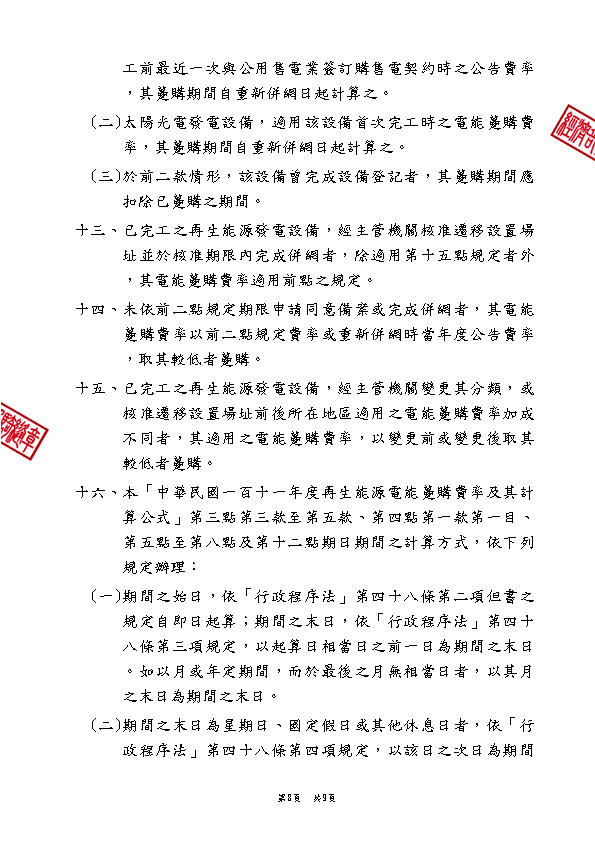 工前最近一次與公用售電業簽訂購售電契約時之公告費率
，其躉購期間自重新併網日起計算之。
(二)太陽光電發電設備，適用該設備首次完工時之電能躉購費
率，其躉購期間自重新併網日起計算之。
(三)於前二款情形，該設備曾完成設備登記者，其躉購期間應
扣除已躉購之期間。
十三、已完工之再生能源發電設備，經主管機關核准遷移設置場
址並於核准期限內完成併網者，除適用第十五點規定者外
，其電能躉購費率適用前點之規定。
十四、未依前二點規定期限申請同意備案或完成併網者，其電能
躉購費率以前二點規定費率或重新併網時當年度公告費率
，取其較低者躉購。
十五、已完工之再生能源發電設備，經主管機關變更其分類，或
核准遷移設置場址前後所在地區適用之電能躉購費率加成
不同者，其適用之電能躉購費率，以變更前或變更後取其
較低者躉購。
十六、本「中華民國一百十一年度再生能源電能躉購費率及其計
算公式」第三點第三款至第五款、第四點第一款第一目、
第五點至第八點及第十二點期日期間之計算方式，依下列
規定辦理：
(一)期間之始日，依「行政程序法」第四十八條第二項但書之
規定自即日起算；期間之末日，依「行政程序法」第四十
八條第三項規定，以起算日相當日之前一日為期間之末日
。如以月或年定期間，而於最後之月無相當日者，以其月
之末日為期間之末日。
(二)期間之末日為星期日、國定假日或其他休息日者，依「行
政程序法」第四十八條第四項規定，以該日之次日為期間
第8頁 共9頁
經濟部
章